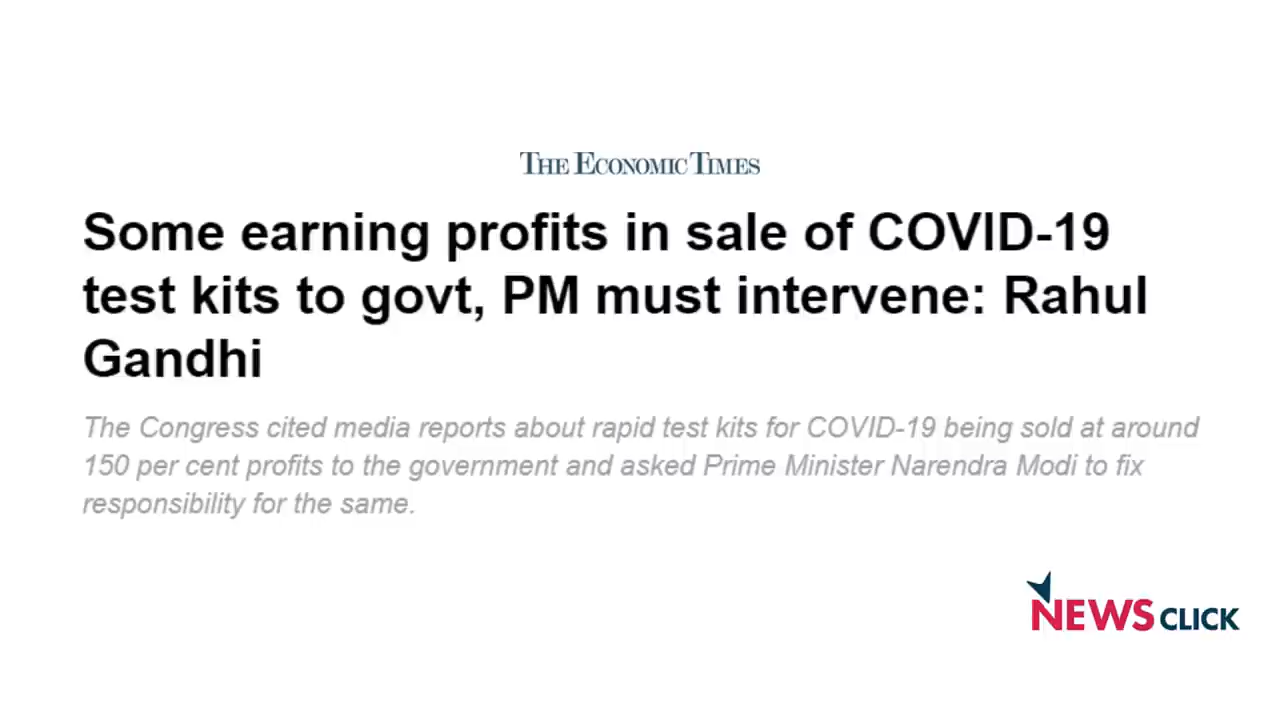 THE ECONOMIC TIMES
Some earning profits in sale of COVID-19
test kits to govt, PM must intervene: Rahul
Gandhi
The Congress cited media reports about rapid test kits for COVID-19 being sold at around
150 per cent profits to the government and asked Prime Minister Narendra Modi to fix
responsibility for the same.
NEWS CLICK